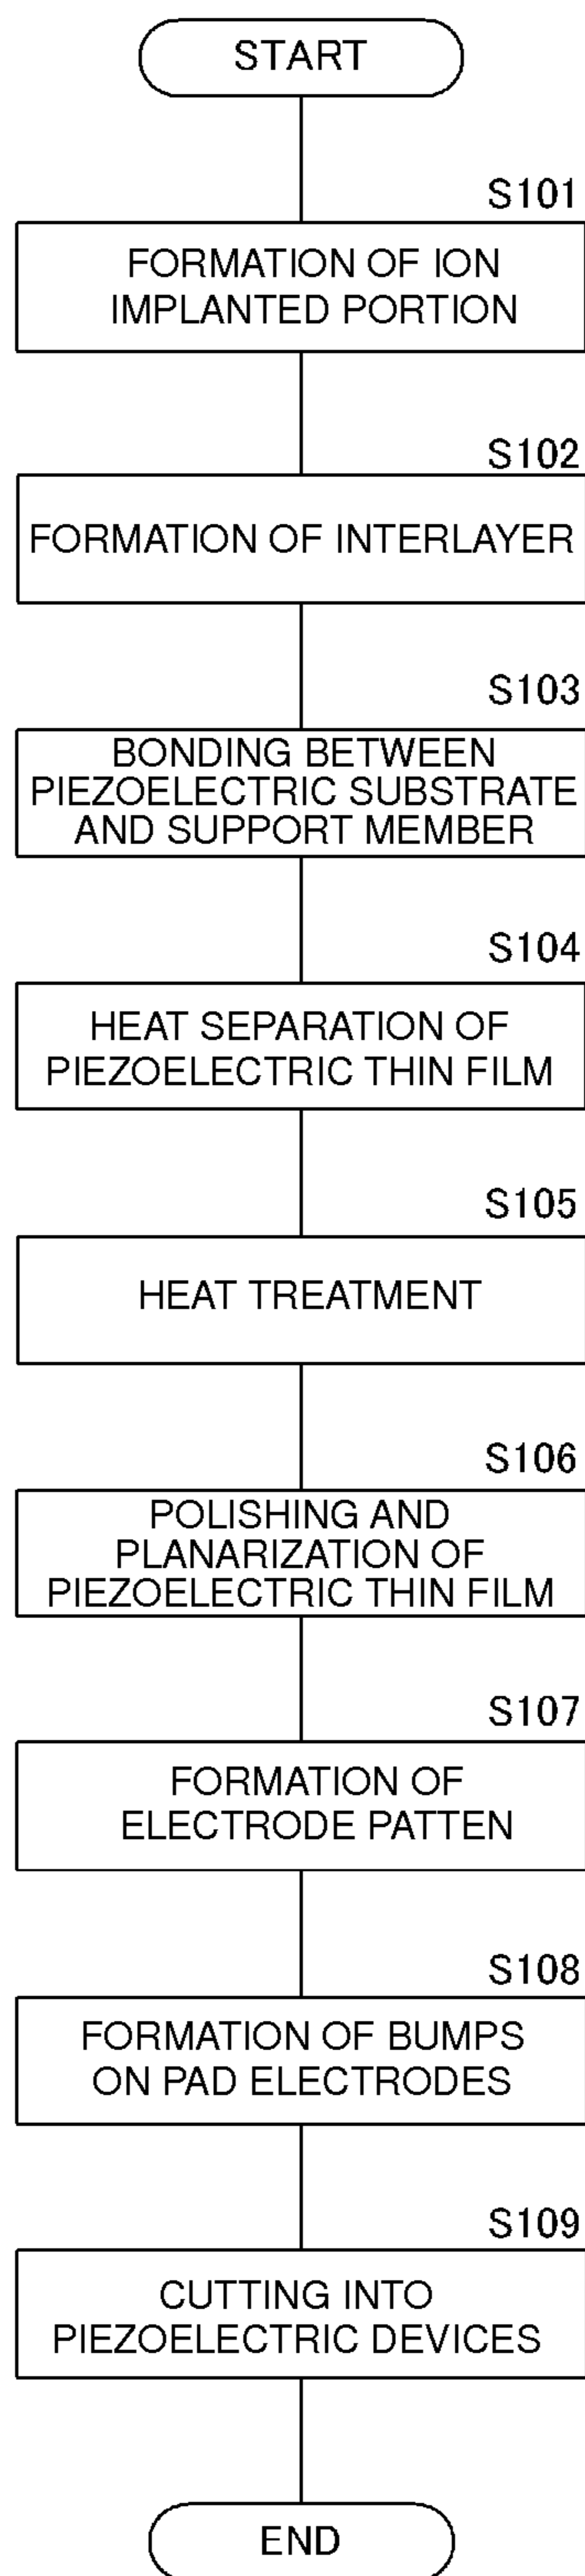 START
S101
FORMATION OF ION
IMPLANTED PORTION
S102
FORMATION OF INTERLAYER
S103
BONDING BETWEEN
PIEZOELECTRIC SUBSTRATE
AND SUPPORT MEMBER
S104
HEAT SEPARATION OF
PIEZOELECTRIC THIN FILM
S105
HEAT TREATMENT
S106
POLISHING AND
PLANARIZATION OF
PIEZOELECTRIC THIN FILM
S107
FORMATION OF
ELECTRODE PATTEN
S108
FORMATION OF BUMPS
ON PAD ELECTRODES
S109
CUTTING INTO
PIEZOELECTRIC DEVICES
END